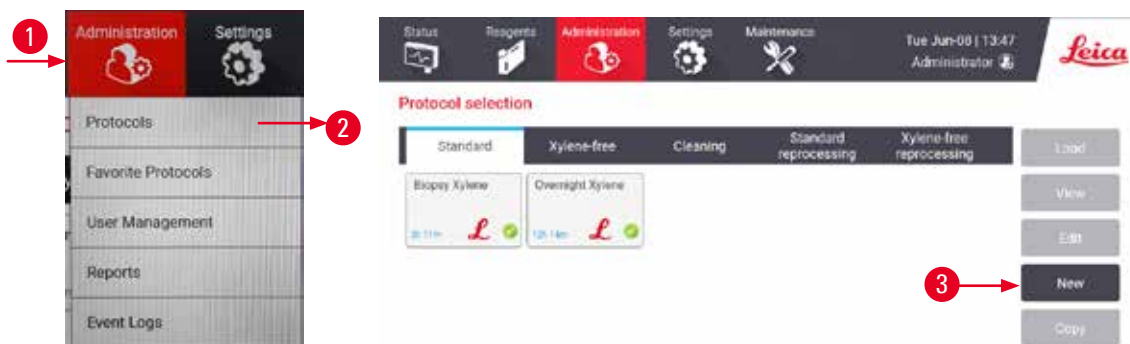 1
Administration Settings
Protocols
2
Favorite Protocols
User Management
Reports
Event Logs
Status Reagents Administration Settings Maintenance
Tue Jun-08 | 13:47
Administrator
Leica
Protocol selection
Standard Xylene-free Cleaning Standard reprocessing Xylene-free reprocessing
Load
Biopsy Xylene Overnight Xylene
View
12h 14m
Edit
3
New
Copy